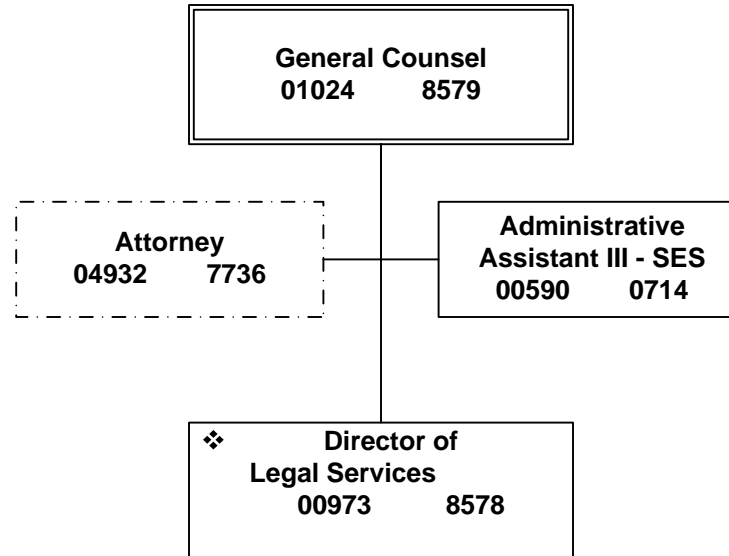 General Counsel
01024 8579
Attorney
04932 7736
Administrative
Assistant III - SES
00590 0714
❖ Director of
Legal Services
00973 8578